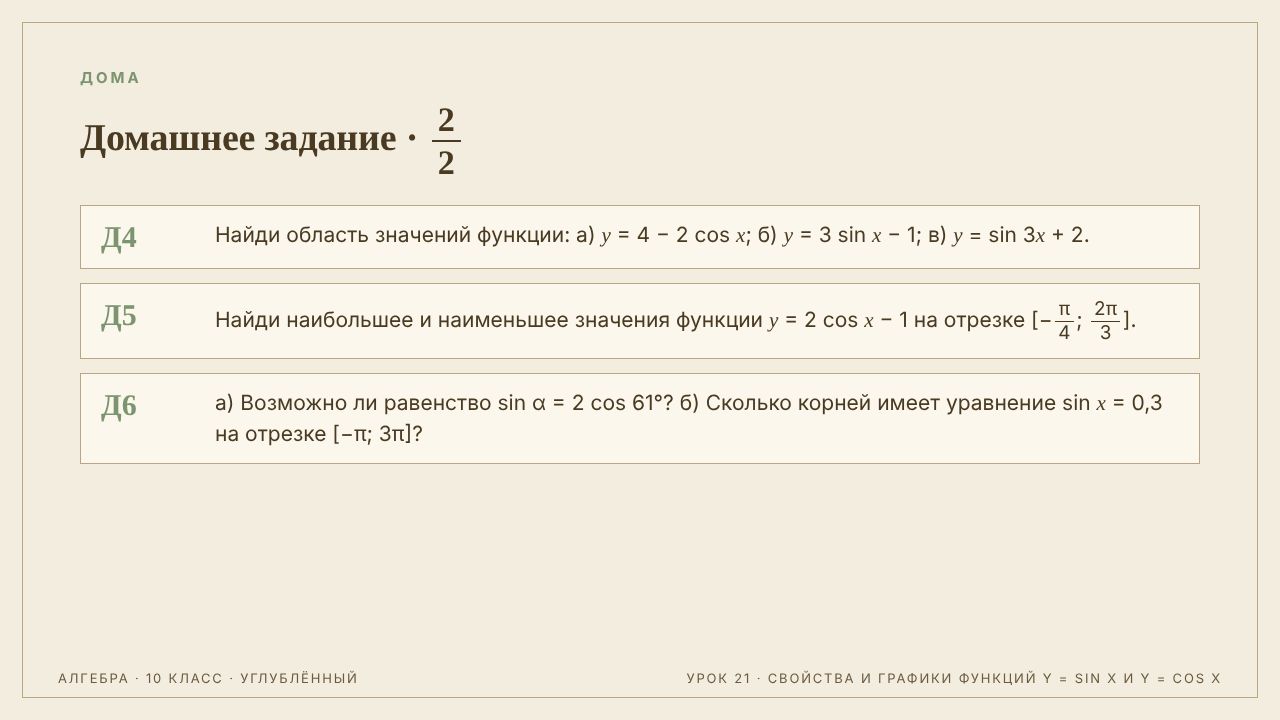 ДОМА
Домашнее задание · 2/2
Д4 Найди область значений функции: а) y = 4 − 2 cos x; б) y = 3 sin x − 1; в) y = sin 3x + 2.
Д5 Найди наибольшее и наименьшее значения функции y = 2 cos x − 1 на отрезке [−π/4; 2π/3].
Д6 а) Возможно ли равенство sin α = 2 cos 61°? б) Сколько корней имеет уравнение sin x = 0,3
на отрезке [−π; 3π]?
АЛГЕБРА · 10 КЛАСС · УГЛУБЛЁННЫЙ
УРОК 21 · СВОЙСТВА И ГРАФИКИ ФУНКЦИЙ Y = SIN X И Y = COS X